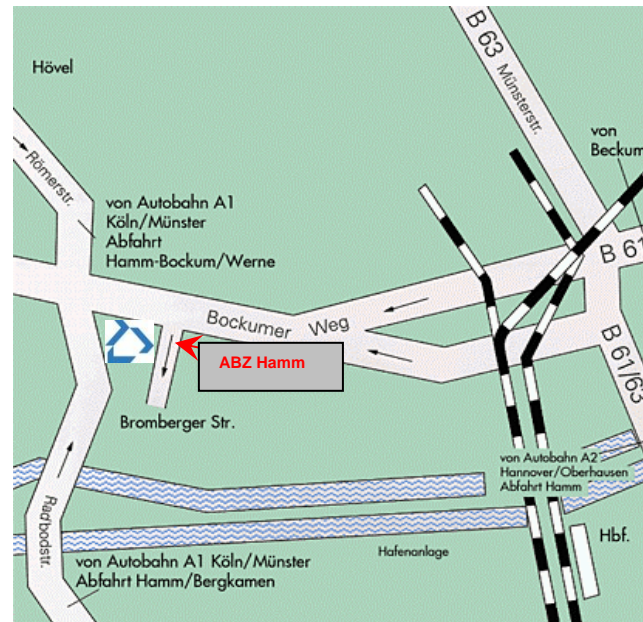 Hövel
B 63
Münsterstr.
von
Beckum
Römerstr.
von Autobahn A1
Köln/Münster
Abfahrt
Hamm-Bockum/Werne
B 61
Bockumer Weg
ABZ Hamm
B 61/63
Bromberger Str.
von Autobahn A2
Hannover/Oberhausen
Abfahrt Hamm
Radbodstr.
Hbf.
Hafenanlage
von Autobahn A1 Köln/Münster
Abfahrt Hamm/Bergkamen